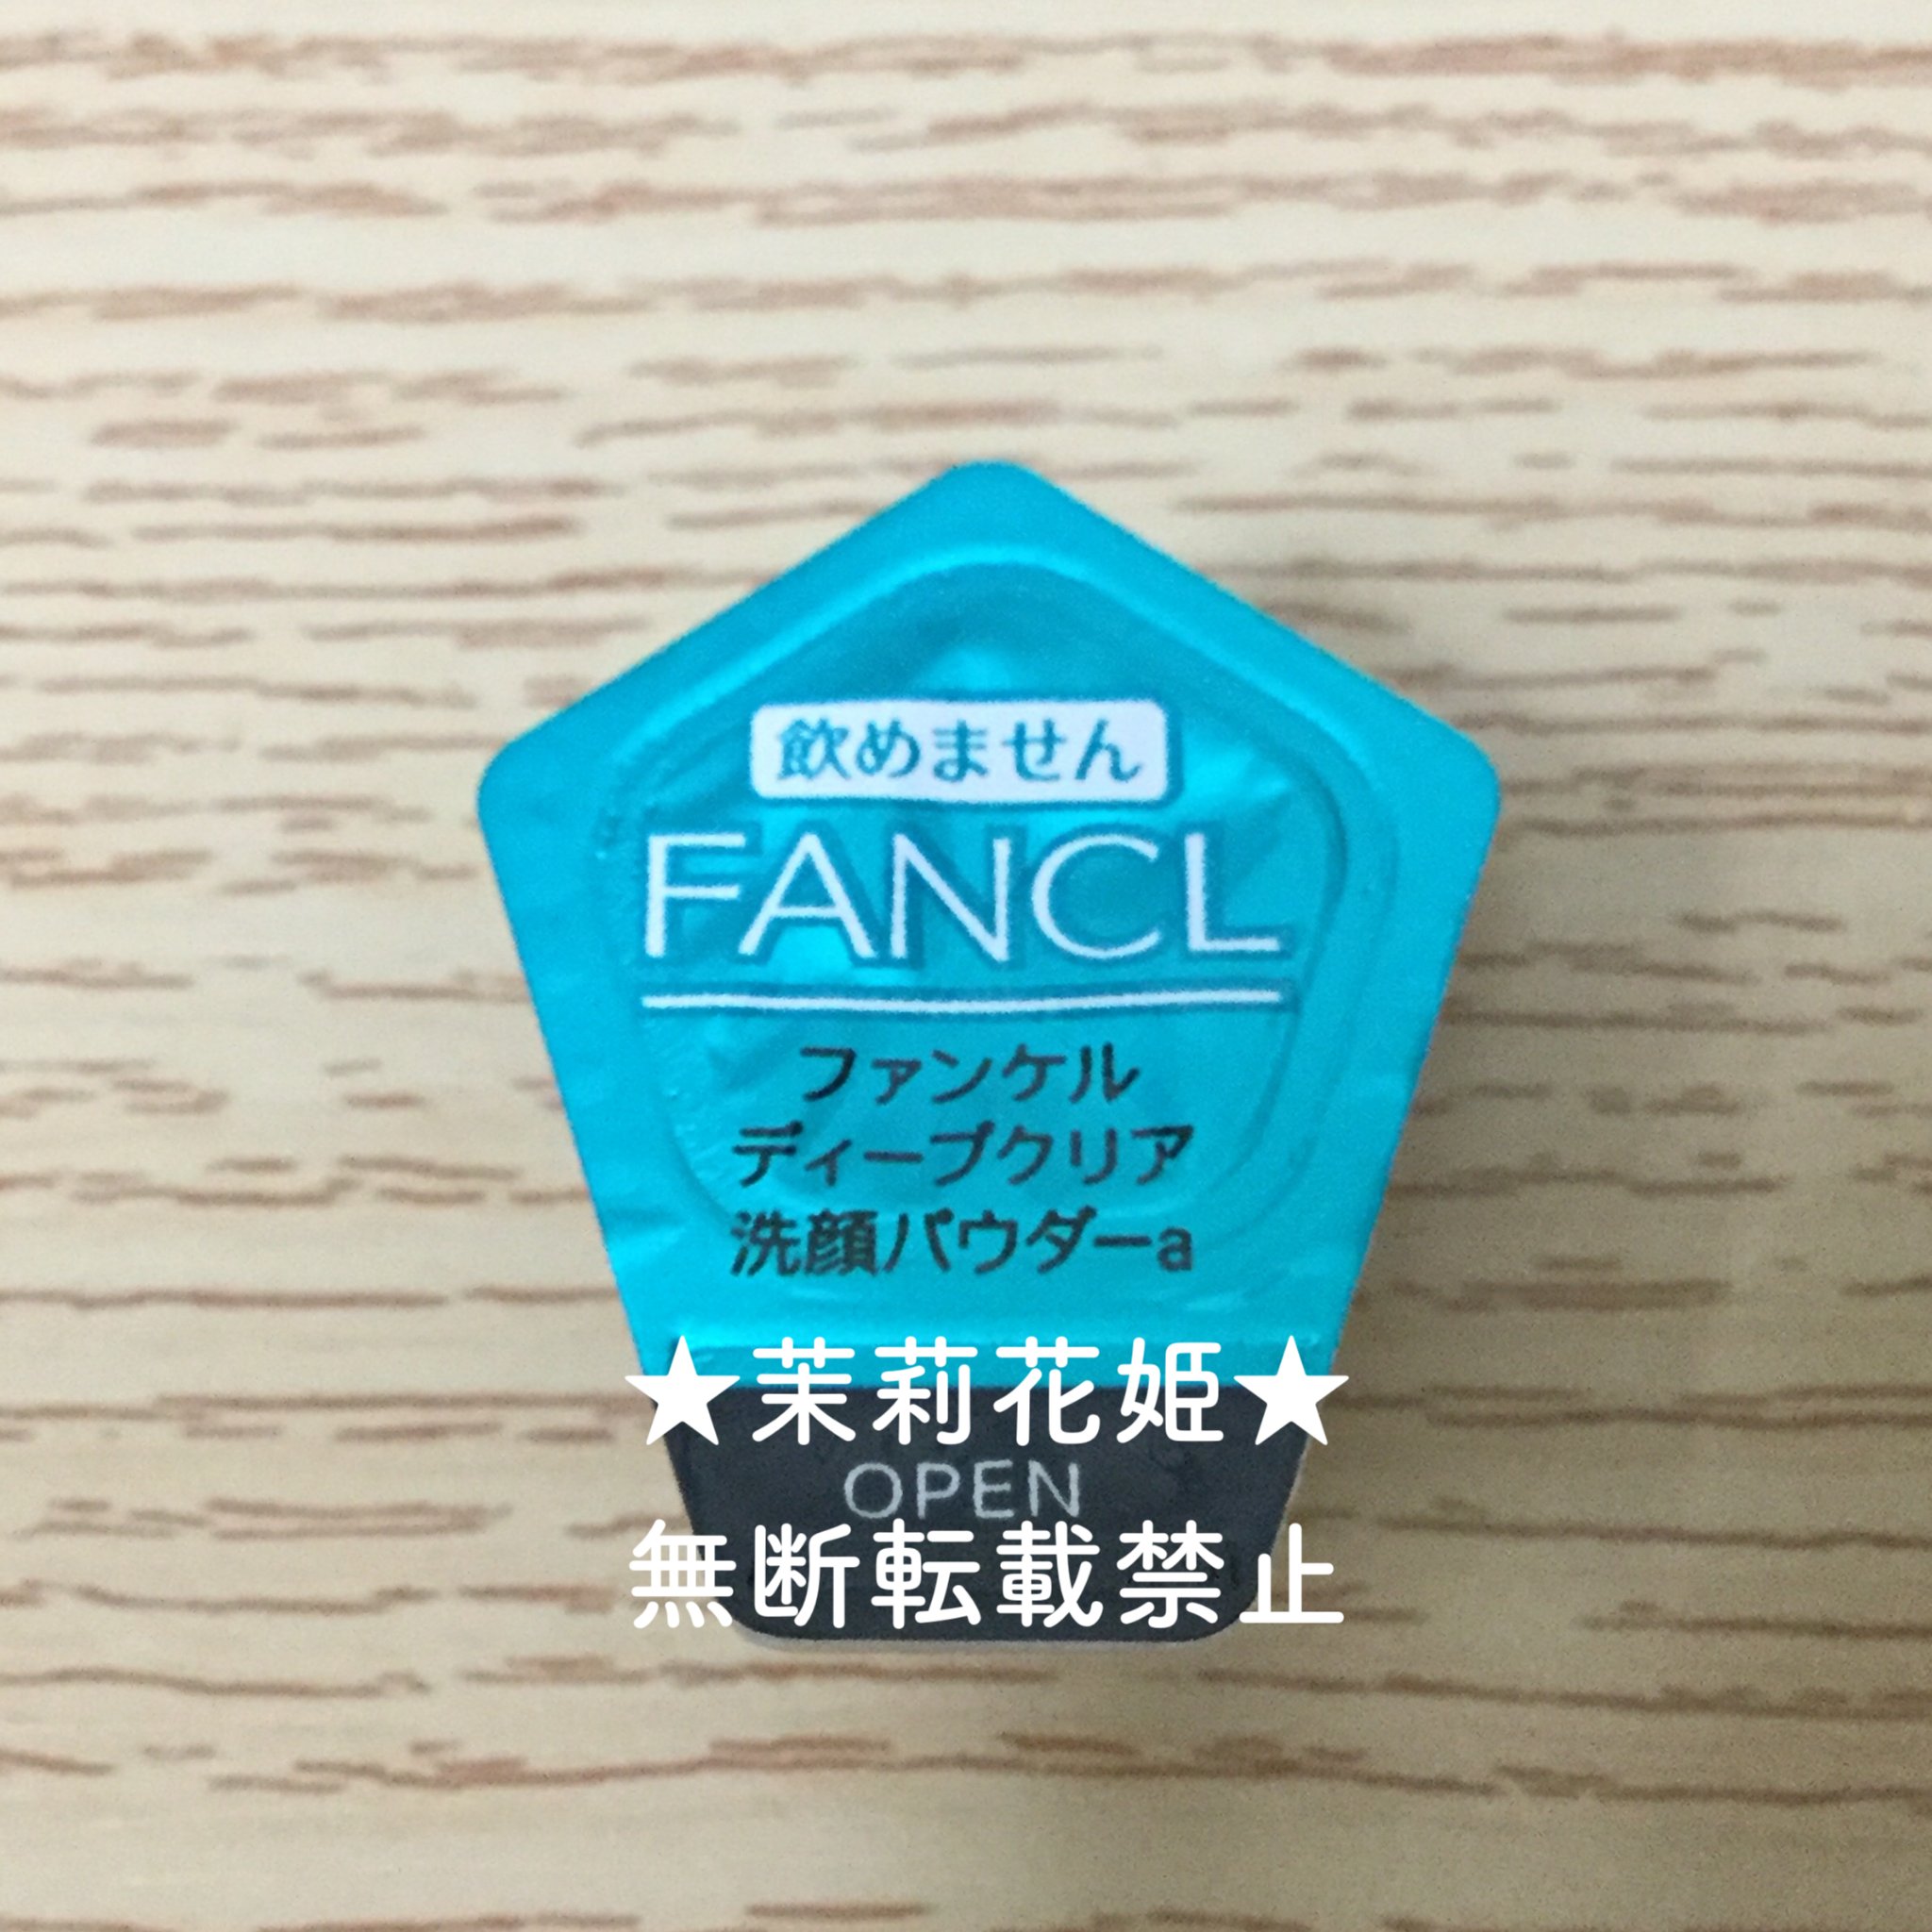 飲めません
FANCL
ファンケル
ディープクリア
洗顔パウダーa
★茉莉花姫★
OPEN
無断転載禁止